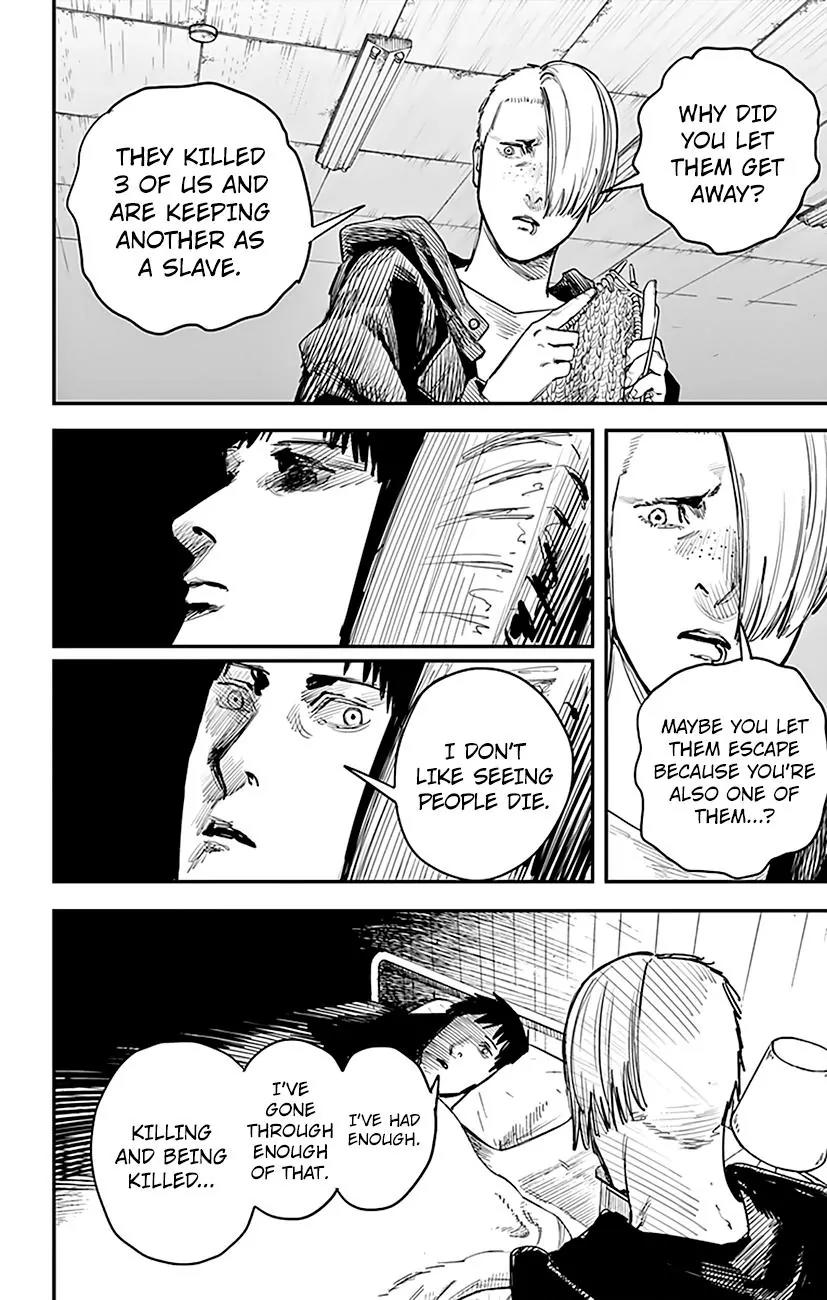 WHY DID
YOU LET
THEM GET
AWAY?
THEY KILLED
3 OF US AND
ARE KEEPING
ANOTHER AS
A SLAVE.
MAYBE YOU LET
THEM ESCAPE
BECAUSE YOU'RE
ALSO ONE OF
THEM...?
I DON'T
LIKE SEEING
PEOPLE DIE.
I'VE HAD
ENOUGH.
I'VE
GONE
THROUGH
ENOUGH
OF THAT.
KILLING
AND BEING
KILLED...